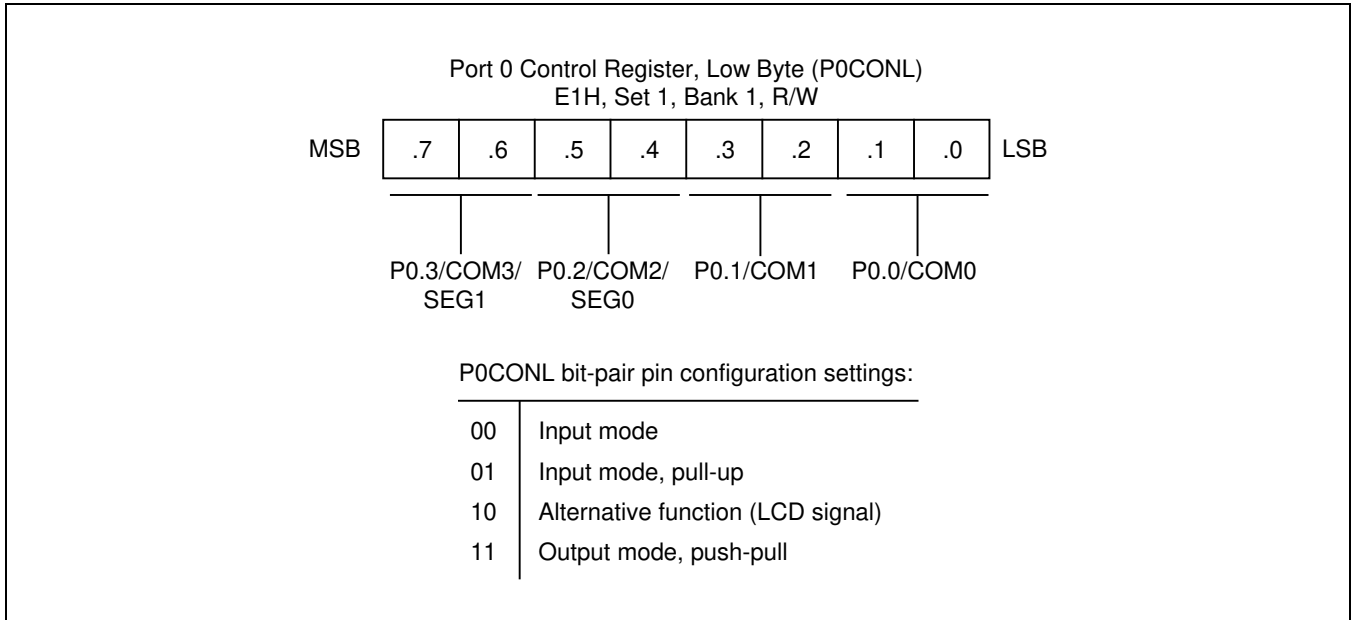 Port 0 Control Register, Low Byte (P0CONL)
E1H, Set 1, Bank 1, R/W
MSB .7 .6 .5 .4 .3 .2 .1 .0 LSB
P0.3/COM3/ P0.2/COM2/ P0.1/COM1 P0.0/COM0
SEG1 SEG0
P0CONL bit-pair pin configuration settings:
00 Input mode
01 Input mode, pull-up
10 Alternative function (LCD signal)
11 Output mode, push-pull